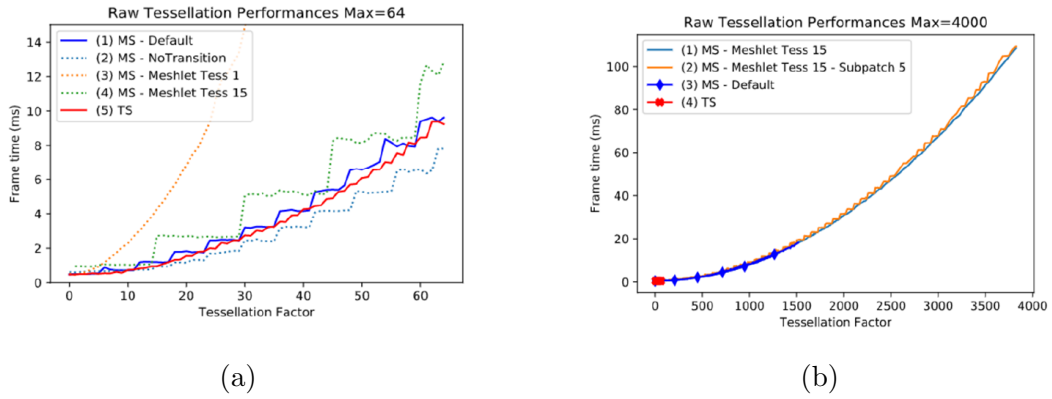 Raw Tessellation Performances Max=64
14
12
10
8
6
4
2
0
Frame time (ms)
(1) MS - Default
(2) MS - NoTransition
(3) MS - Meshlet Tess 1
(4) MS - Meshlet Tess 15
(5) TS
0 10 20 30 40 50 60
Tessellation Factor
(a)
Raw Tessellation Performances Max=4000
100
80
60
40
20
0
Frame time (ms)
(1) MS - Meshlet Tess 15
(2) MS - Meshlet Tess 15 - Subpatch 5
(3) MS - Default
(4) TS
0 500 1000 1500 2000 2500 3000 3500 4000
Tessellation Factor
(b)